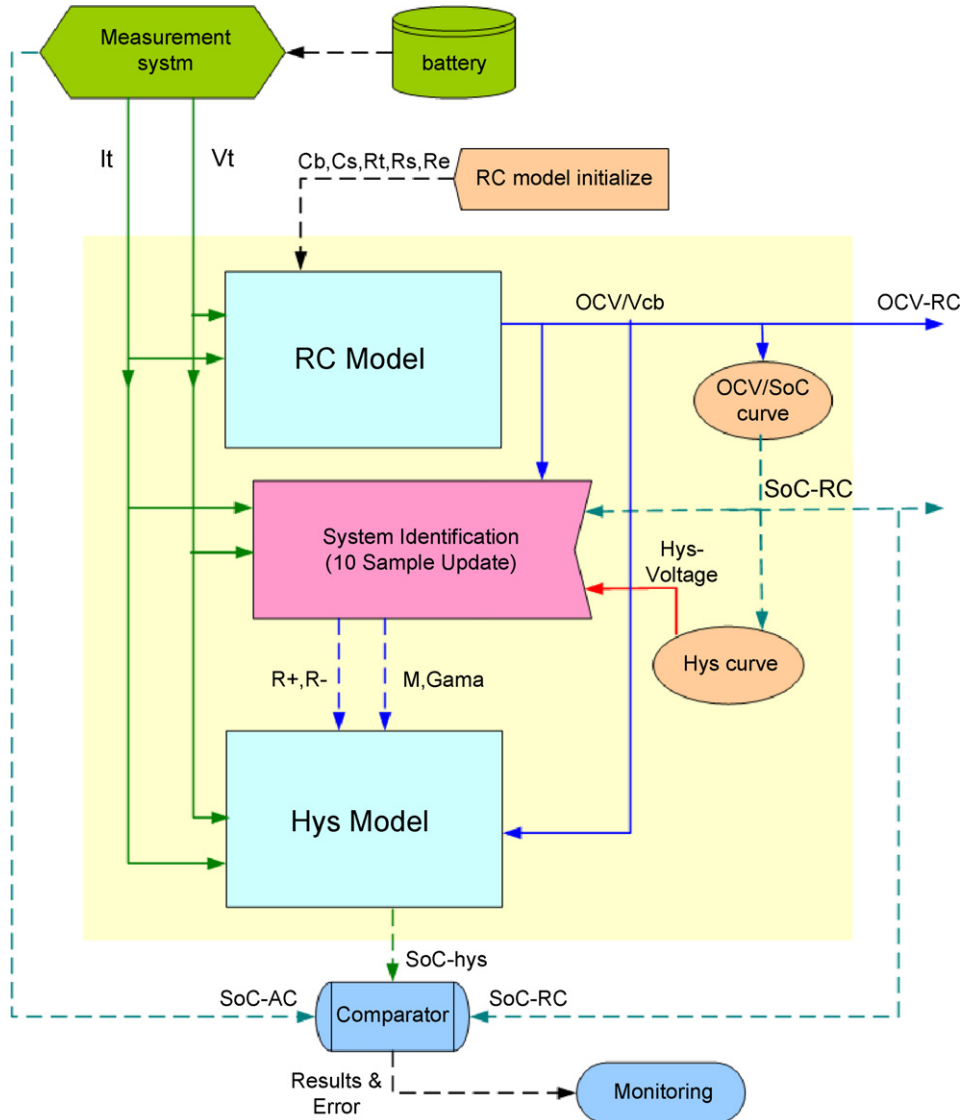 Measurement
systm
battery
It
Vt
Cb,Cs,Rt,Rs,Re
RC model initialize
OCV/Vcb
OCV-RC
RC Model
OCV/SoC
curve
SoC-RC
System Identification
(10 Sample Update)
Hys-
Voltage
Hys curve
R+,R-
M,Gama
Hys Model
SoC-hys
SoC-AC
Comparator
SoC-RC
Results &
Error
Monitoring